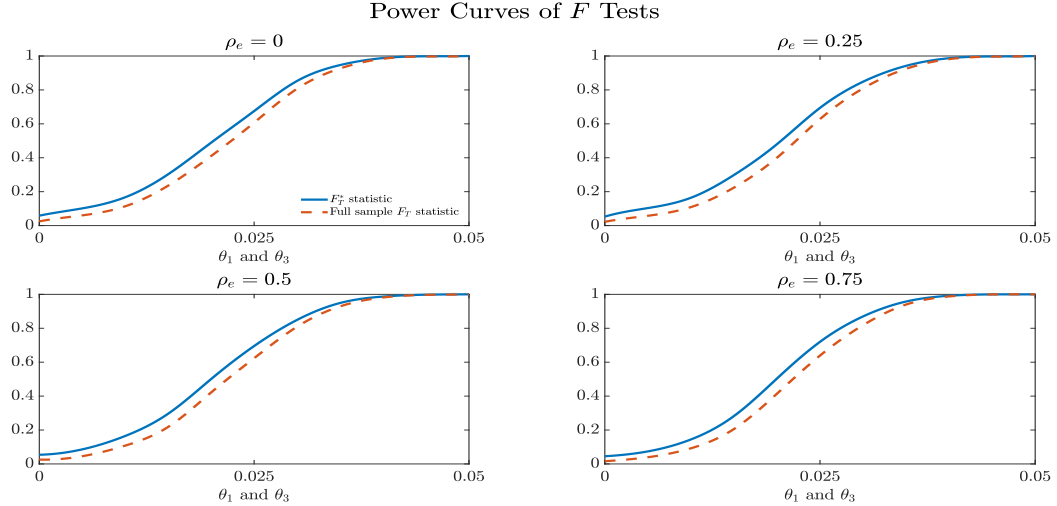 Power Curves of F Tests
ρe = 0
1
0.8
0.6
0.4
0.2
0
F*T statistic
Full sample FT statistic
0 0.025 0.05
θ1 and θ3
ρe = 0.25
1
0.8
0.6
0.4
0.2
0
0 0.025 0.05
θ1 and θ3
ρe = 0.5
1
0.8
0.6
0.4
0.2
0
0 0.025 0.05
θ1 and θ3
ρe = 0.75
1
0.8
0.6
0.4
0.2
0
0 0.025 0.05
θ1 and θ3